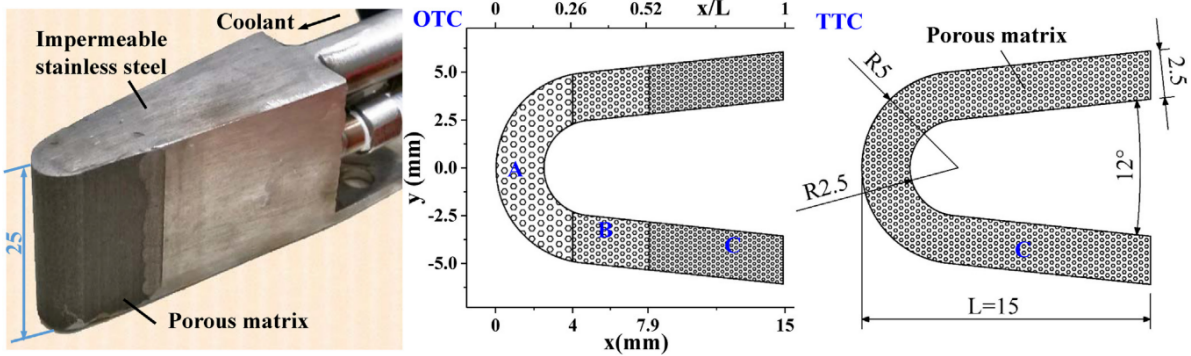 Coolant
Impermeable
stainless steel
25
Porous matrix
OTC
0 0.26 0.52 x/L 1
5.0
2.5
0.0
-2.5
-5.0
y (mm)
A
B
C
0 4 7.9 15
x(mm)
TTC
Porous matrix
R5
2.5
R2.5
12°
C
L=15